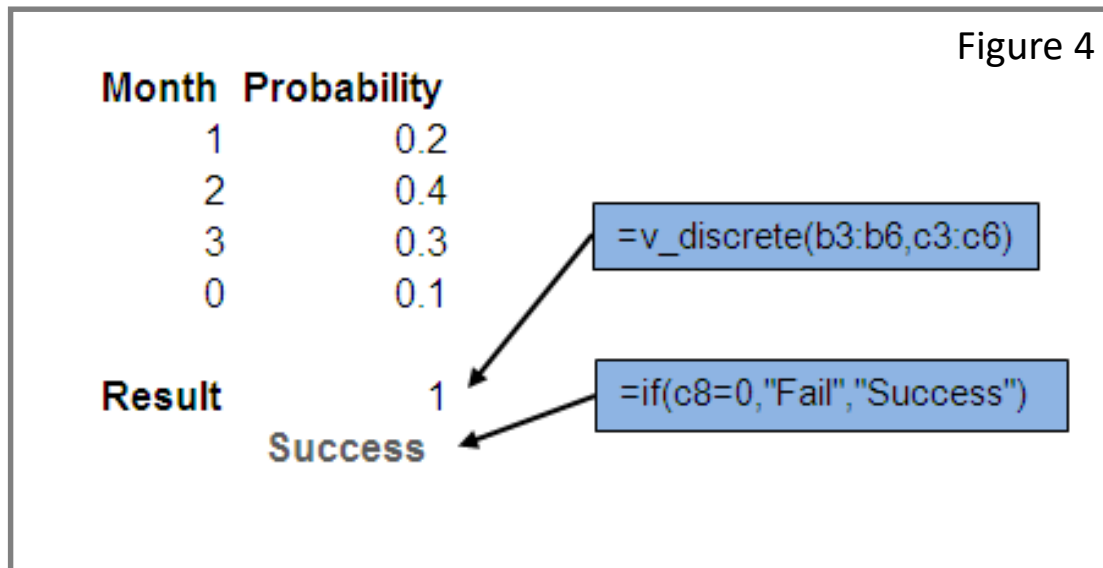 Figure 4
Month Probability
1 0.2
2 0.4
3 0.3
0 0.1
=v_discrete(b3:b6,c3:c6)
Result 1
=if(c8=0,"Fail","Success")
Success